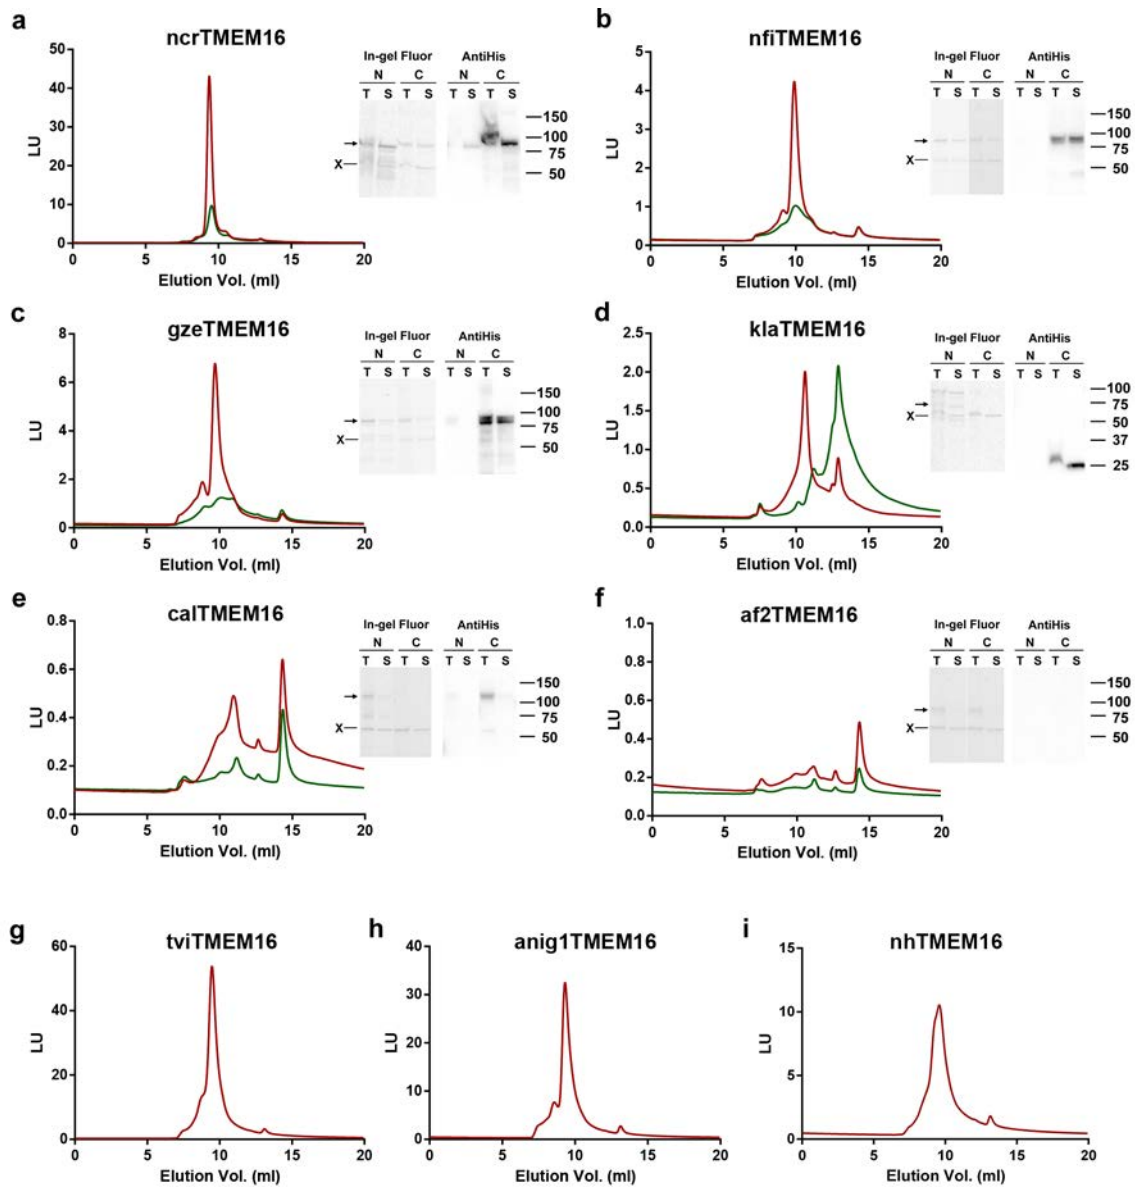 a
ncrTMEM16
50
40
30
20
10
0
LU
0 5 10 15 20
Elution Vol. (ml)
In-gel Fluor AntiHis
N C N C
T S T S T S T S
X
150
100
75
50
b
nfiTMEM16
5
4
3
2
1
0
LU
0 5 10 15 20
Elution Vol. (ml)
In-gel Fluor AntiHis
N C N C
T S T S T S T S
X
150
100
75
50
c
gzeTMEM16
8
6
4
2
0
LU
0 5 10 15 20
Elution Vol. (ml)
In-gel Fluor AntiHis
N C N C
T S T S T S T S
X
150
100
75
50
d
klaTMEM16
2.5
2.0
1.5
1.0
0.5
0.0
LU
0 5 10 15 20
Elution Vol. (ml)
In-gel Fluor AntiHis
N C N C
T S T S T S T S
X
100
75
50
37
25
e
calTMEM16
0.8
0.6
0.4
0.2
0.0
LU
0 5 10 15 20
Elution Vol. (ml)
In-gel Fluor AntiHis
N C N C
T S T S T S T S
X
150
100
75
50
f
af2TMEM16
1.0
0.8
0.6
0.4
0.2
0.0
LU
0 5 10 15 20
Elution Vol. (ml)
In-gel Fluor AntiHis
N C N C
T S T S T S T S
X
150
100
75
50
g
tviTMEM16
60
40
20
0
LU
0 5 10 15 20
Elution Vol. (ml)
h
anig1TMEM16
40
30
20
10
0
LU
0 5 10 15 20
Elution Vol. (ml)
i
nhTMEM16
15
10
5
0
LU
0 5 10 15 20
Elution Vol. (ml)